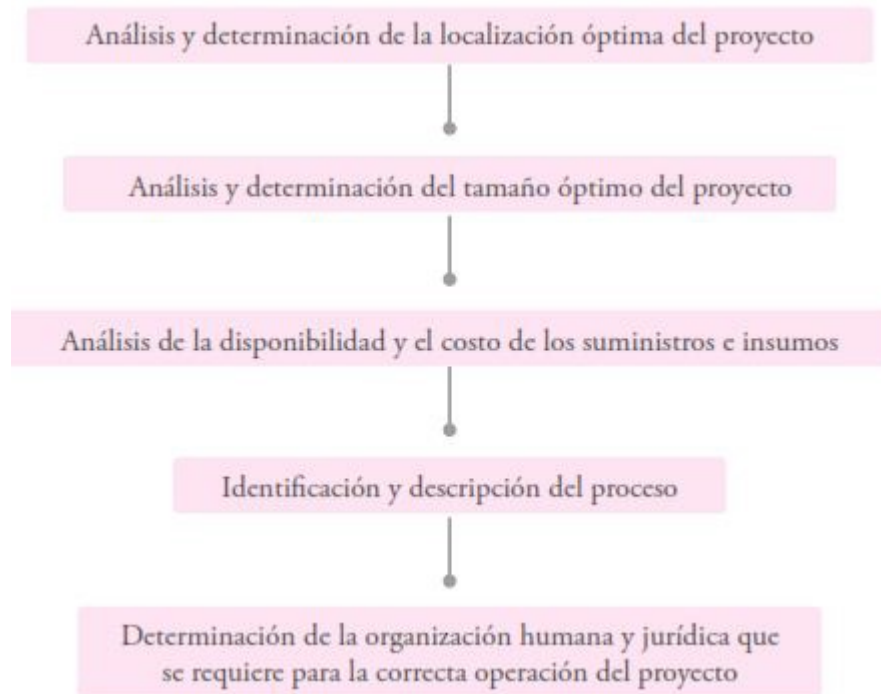 Análisis y determinación de la localización óptima del proyecto
Análisis y determinación del tamaño óptimo del proyecto
Análisis de la disponibilidad y el costo de los suministros e insumos
Identificación y descripción del proceso
Determinación de la organización humana y jurídica que
se requiere para la correcta operación del proyecto